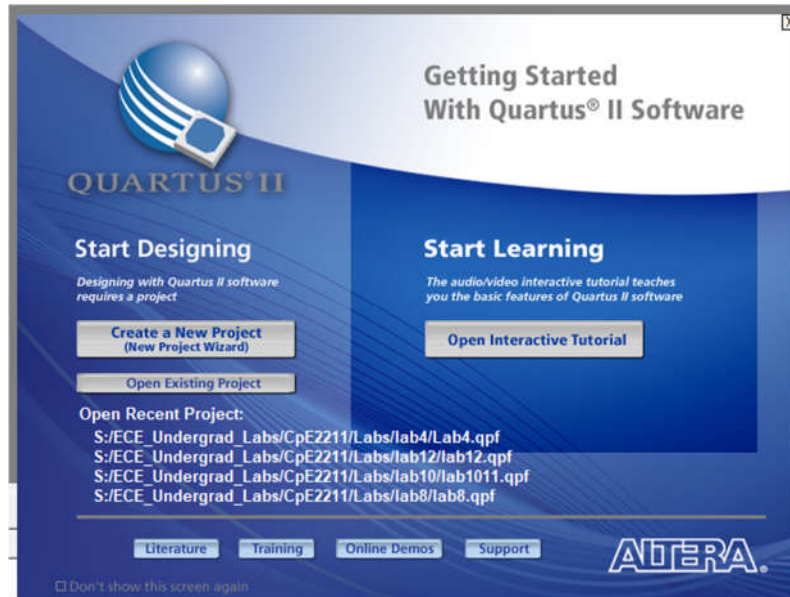 Getting Started
With Quartus® II Software
QUARTUS® II
Start Designing
Designing with Quartus II software
requires a project
Create a New Project
(New Project Wizard)
Open Existing Project
Start Learning
The audio/video interactive tutorial teaches
you the basic features of Quartus II software
Open Interactive Tutorial
Open Recent Project:
S:/ECE_Undergrad_Labs/CpE2211/Labs/lab4/Lab4.qpf
S:/ECE_Undergrad_Labs/CpE2211/Labs/lab12/lab12.qpf
S:/ECE_Undergrad_Labs/CpE2211/Labs/lab10/lab1011.qpf
S:/ECE_Undergrad_Labs/CpE2211/Labs/lab8/lab8.qpf
Literature
Training
Online Demos
Support
ALTERA.
Don't show this screen again